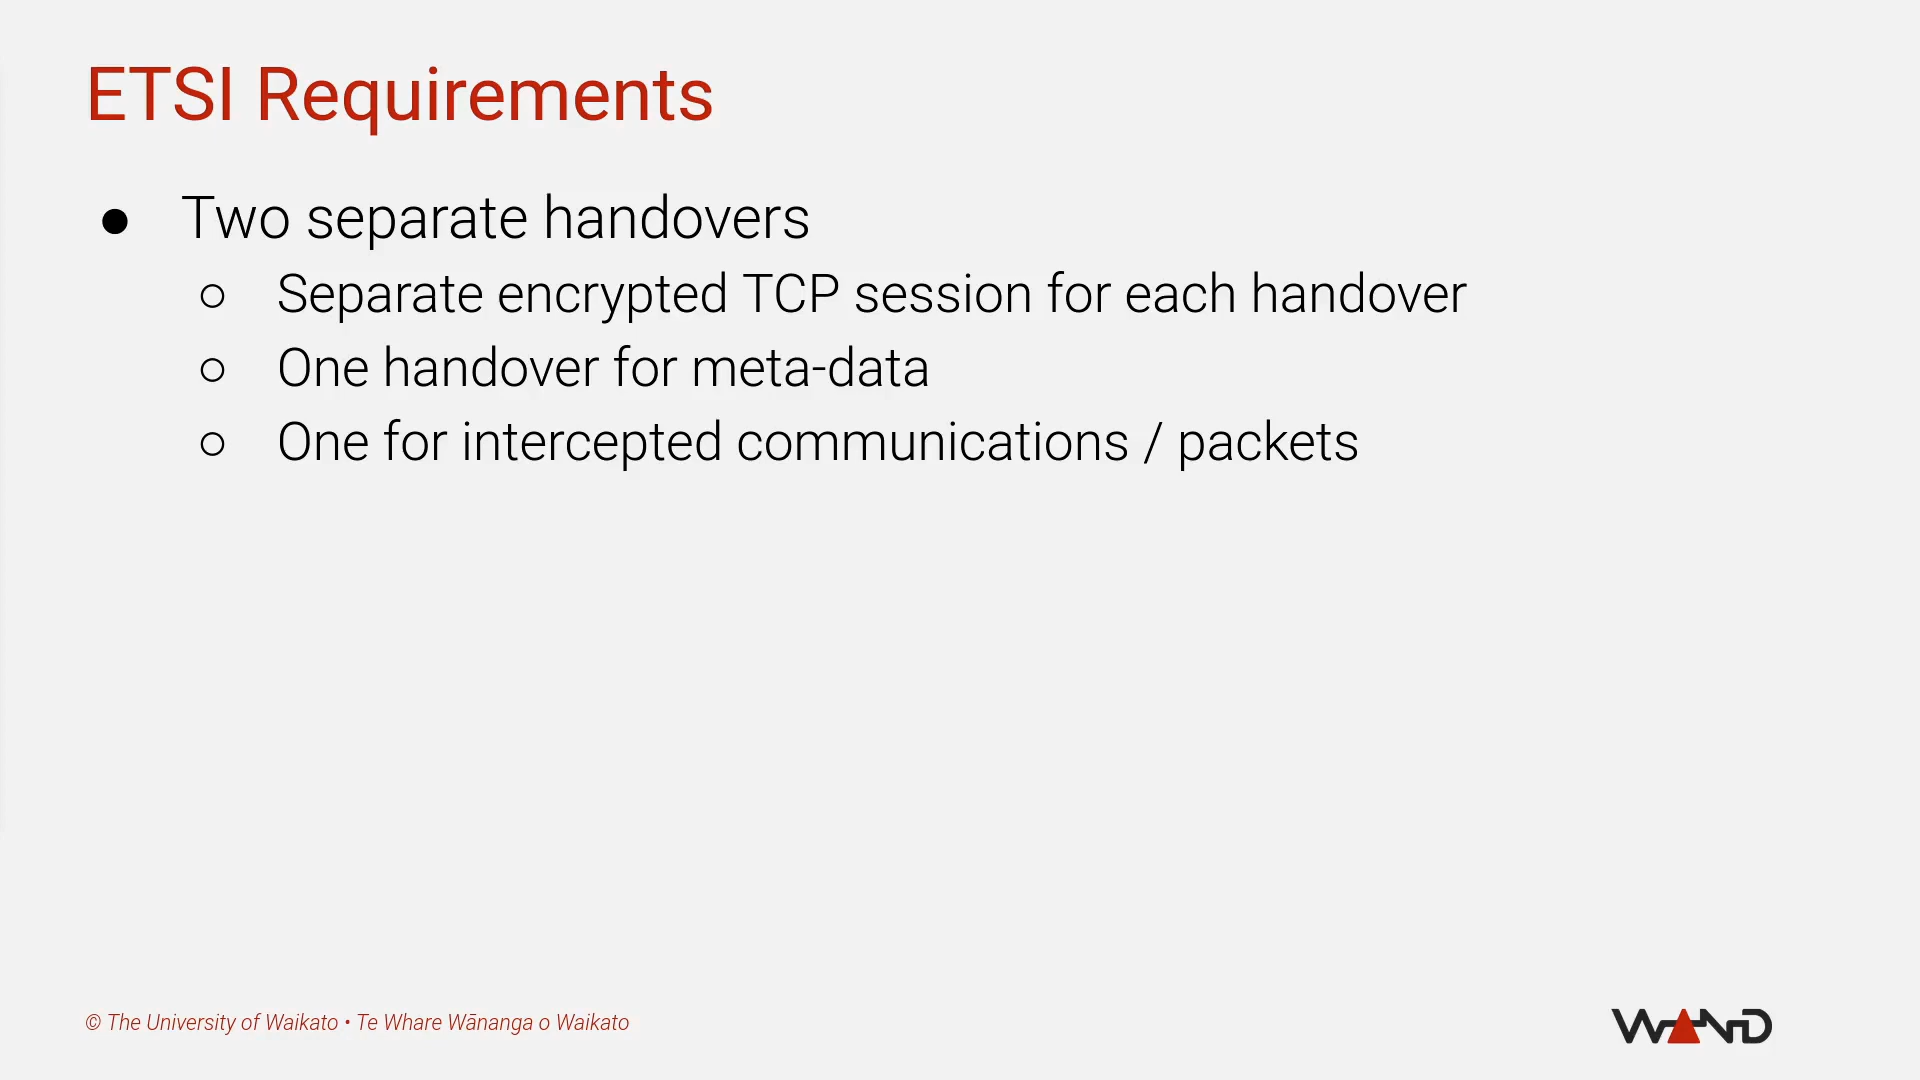 ETSI Requirements
● Two separate handovers
○ Separate encrypted TCP session for each handover
○ One handover for meta-data
○ One for intercepted communications / packets
© The University of Waikato • Te Whare Wānanga o Waikato
WAND